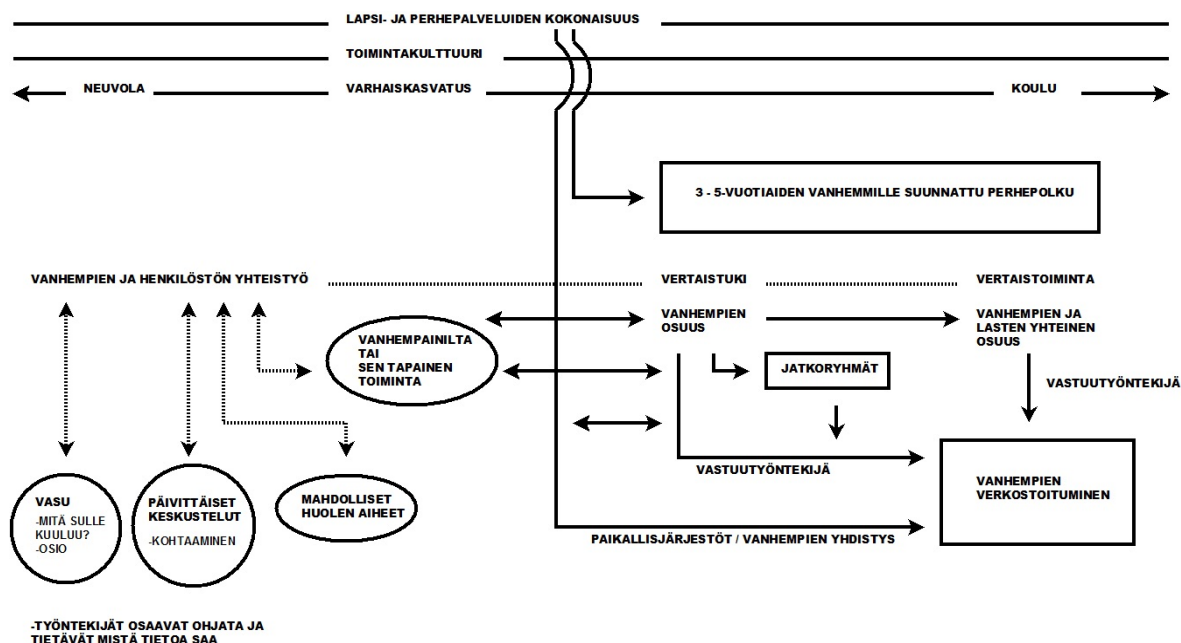 LAPSI- JA PERHEPALVELUIDEN KOKONAISUUS
TOIMINTAKULTTUURI
NEUVOLA
VARHAISKASVATUS
KOULU
3 - 5-VUOTIAIDEN VANHEMMILLE SUUNNATTU PERHEPOLKU
VANHEMPIEN JA HENKILÖSTÖN YHTEISTYÖ
VERTAISTUKI
VERTAISTOIMINTA
VANHEMPAINILTA
TAI
SEN TAPAINEN
TOIMINTA
VANHEMPIEN
OSUUS
VANHEMPIEN JA
LASTEN YHTEINEN
OSUUS
JATKORYHMÄT
VASTUUTYÖNTEKIJÄ
VASTUUTYÖNTEKIJÄ
VASU
-MITÄ SULLE
KUULUU?
-OSIO
PÄIVITTÄISET
KESKUSTELUT
-KOHTAAMINEN
MAHDOLLISET
HUOLEN AIHEET
VANHEMPIEN
VERKOSTOITUMINEN
PAIKALLISJÄRJESTÖT / VANHEMPIEN YHDISTYS
-TYÖNTEKIJÄT OSAAVAT OHJATA JA
TIETÄVÄT MISTÄ TIETOA SAA